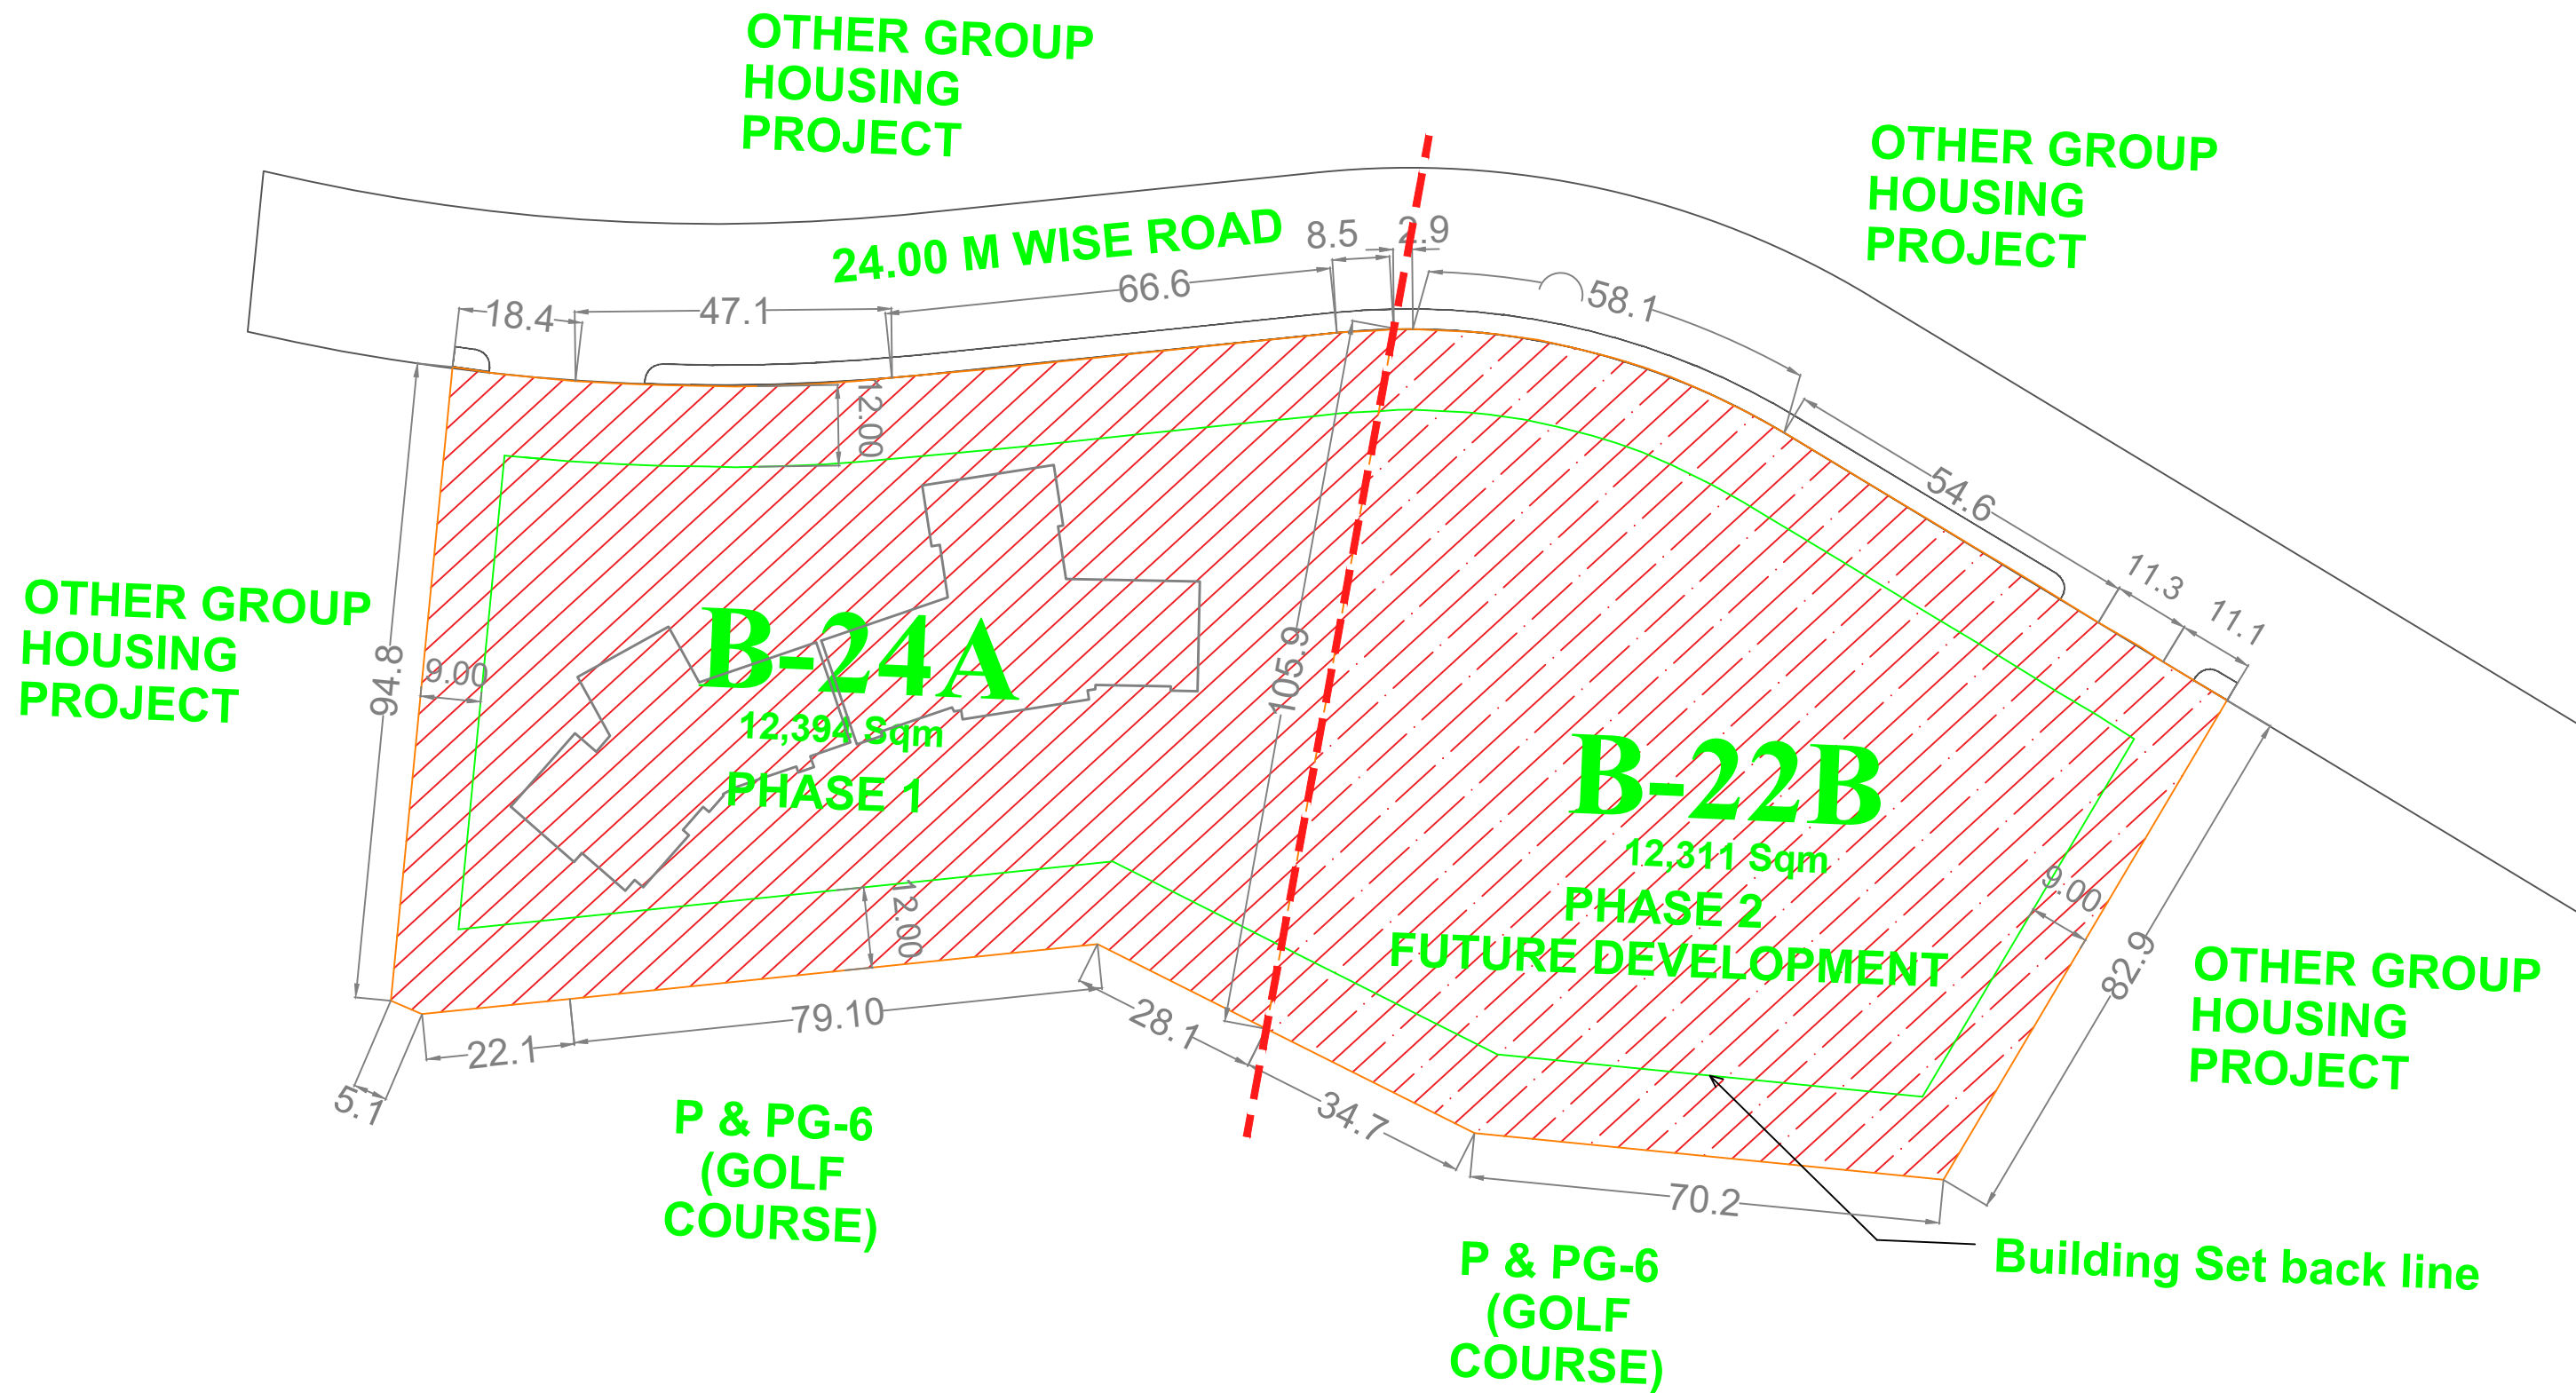 OTHER GROUP
HOUSING
PROJECT
OTHER GROUP
HOUSING
PROJECT
24.00 M WISE ROAD
8.5
2.9
18.4
47.1
66.6
58.1
12.00
54.6
11.3
11.1
OTHER GROUP
HOUSING
PROJECT
94.8
9.00
B-24A
12,394 Sqm
PHASE 1
105.9
B-22B
12,311 Sqm
PHASE 2
FUTURE DEVELOPMENT
9.00
82.9
OTHER GROUP
HOUSING
PROJECT
12.00
79.10
22.1
5.1
28.1
34.7
70.2
P & PG-6
(GOLF
COURSE)
P & PG-6
(GOLF
COURSE)
Building Set back line